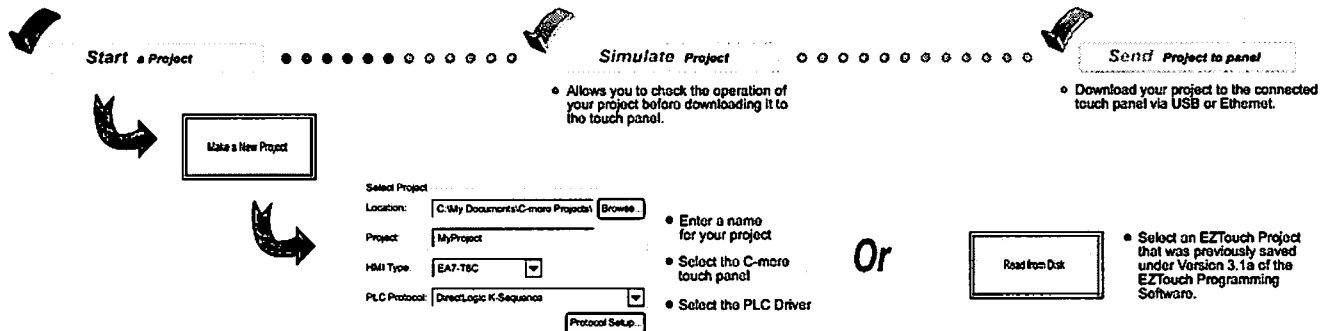 Start a Project
Simulate Project
Send Project to panel
Allows you to check the operation of
your project before downloading it to
the touch panel.
Download your project to the connected
touch panel via USB or Ethernet.
Make a New Project
Select Project
Location: C:\My Documents\C-more Projects\ Browse...
Project: MyProject
HMI Type: EA7-T8C
PLC Protocol: DirectLogic K-Sequence
Protocol Setup...
Enter a name
for your project
Select the C-more
touch panel
Select the PLC Driver
Or
Read from Disk
Select an EZTouch Project
that was previously saved
under Version 3.1a of the
EZTouch Programming
Software.